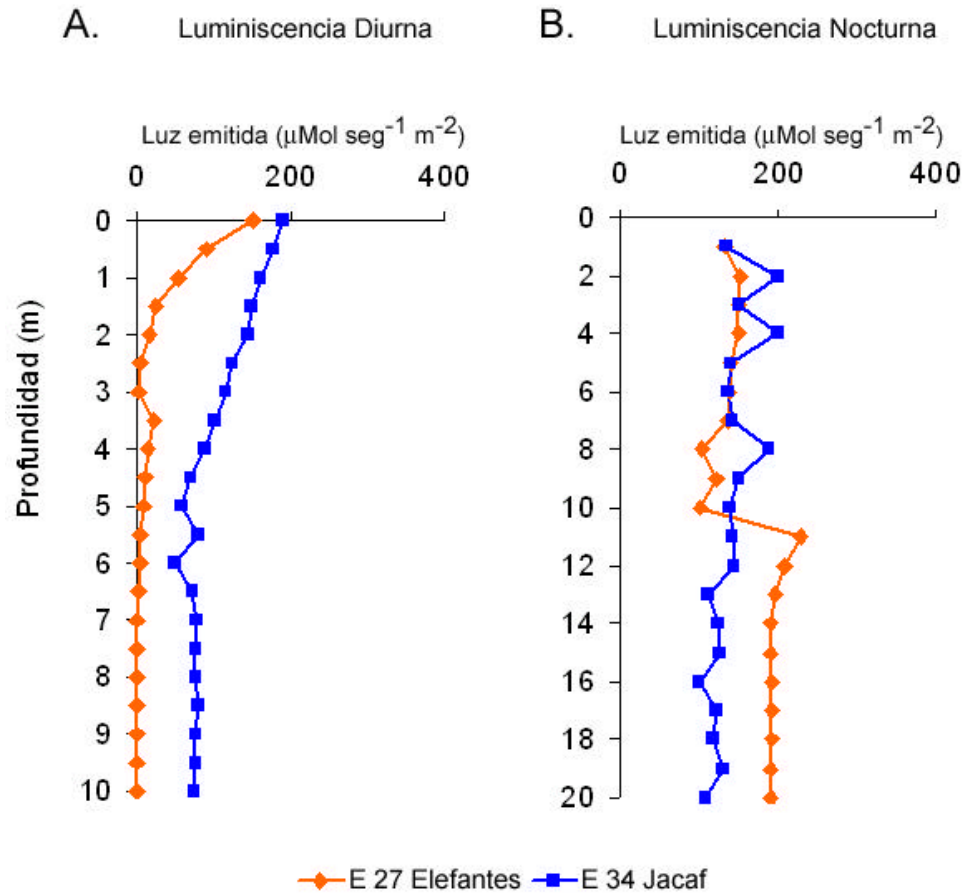 A. Luminiscencia Diurna
B. Luminiscencia Nocturna
Luz emitida (µMol seg⁻¹ m⁻²)
Luz emitida (µMol seg⁻¹ m⁻²)
0 200 400
0 200 400
Profundidad (m)
0
1
2
3
4
5
6
7
8
9
10
0
2
4
6
8
10
12
14
16
18
20
E 27 Elefantes E 34 Jacaf